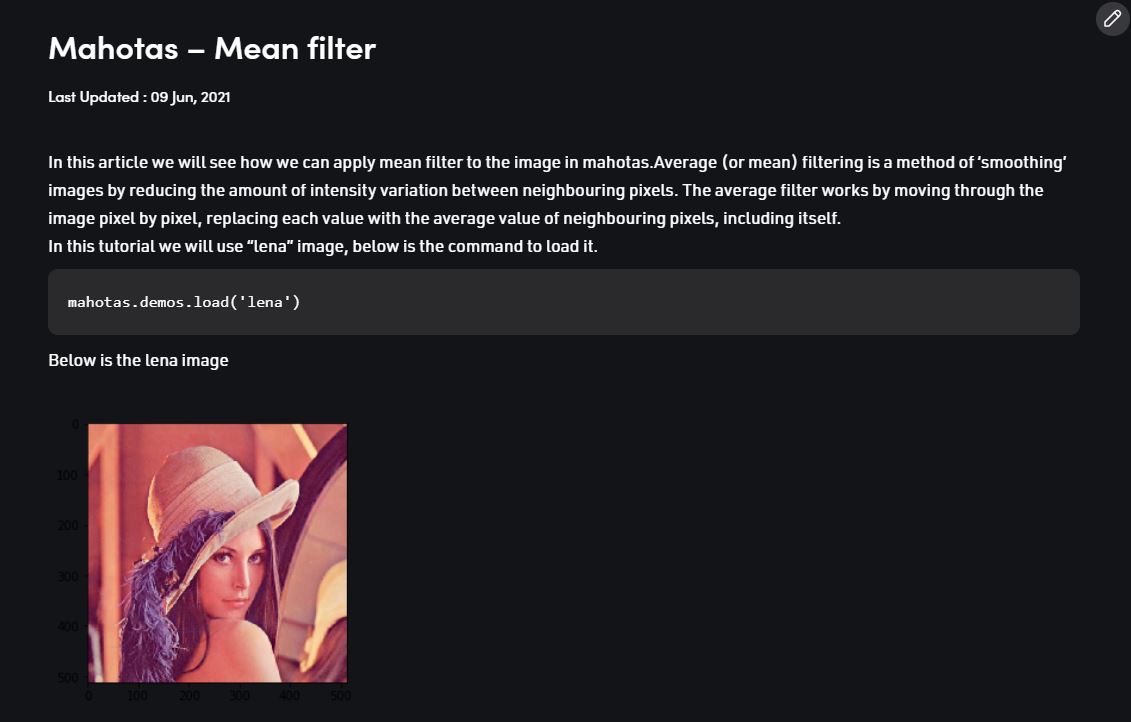 Mahotas – Mean filter
Last Updated : 09 Jun, 2021
In this article we will see how we can apply mean filter to the image in mahotas.Average (or mean) filtering is a method of ‘smoothing’
images by reducing the amount of intensity variation between neighbouring pixels. The average filter works by moving through the
image pixel by pixel, replacing each value with the average value of neighbouring pixels, including itself.
In this tutorial we will use “lena” image, below is the command to load it.
mahotas.demos.load('lena')
Below is the lena image
0
100
200
300
400
500
0 100 200 300 400 500